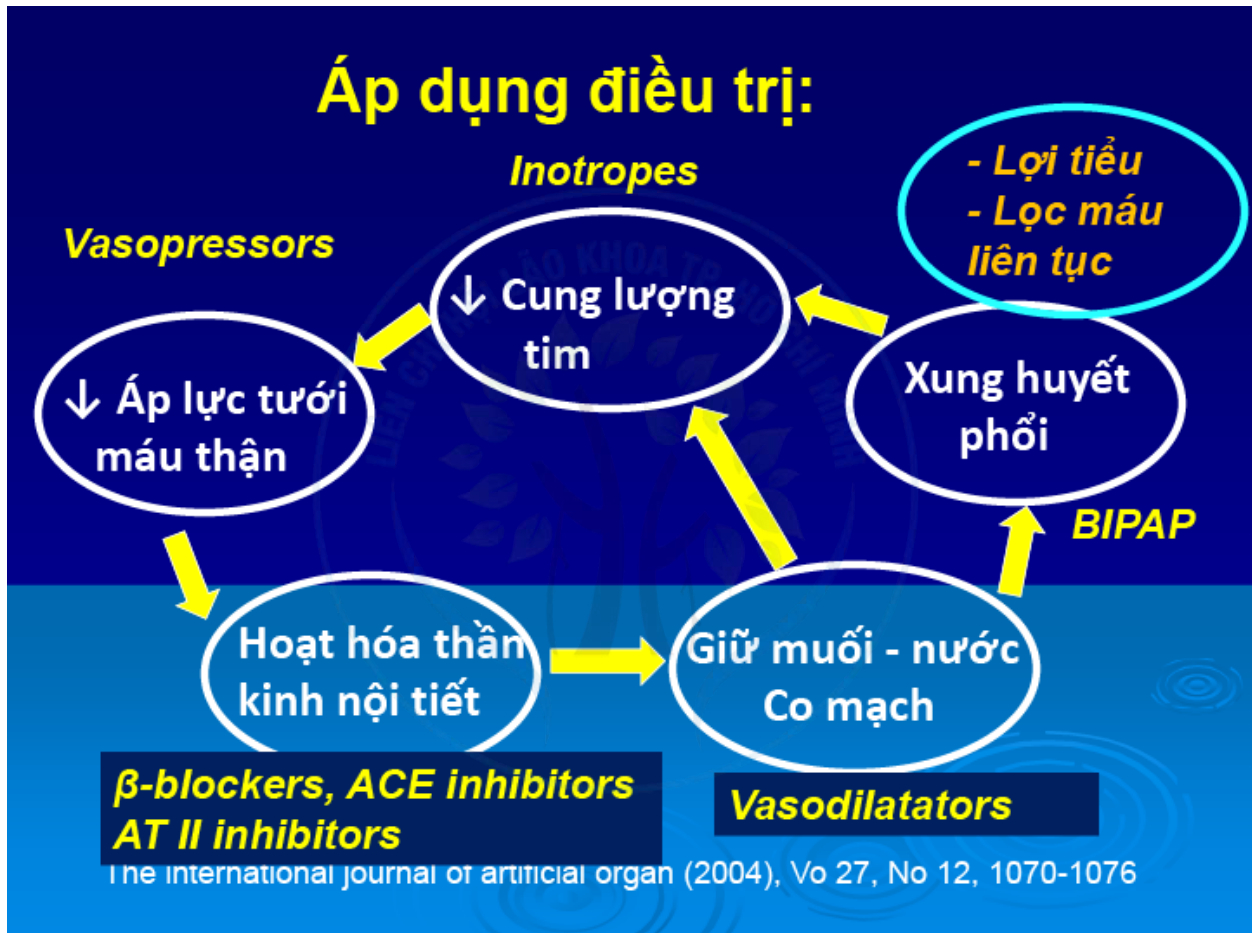 Áp dụng điều trị:
Inotropes
- Lợi tiểu
- Lọc máu
liên tục
Vasopressors
↓ Cung lượng
tim
↓ Áp lực tưới
máu thận
Xung huyết
phổi
BIPAP
Hoạt hóa thần
kinh nội tiết
Giữ muối - nước
Co mạch
β-blockers, ACE inhibitors
AT II inhibitors
Vasodilatators
The international journal of artificial organ (2004), Vo 27, No 12, 1070-1076